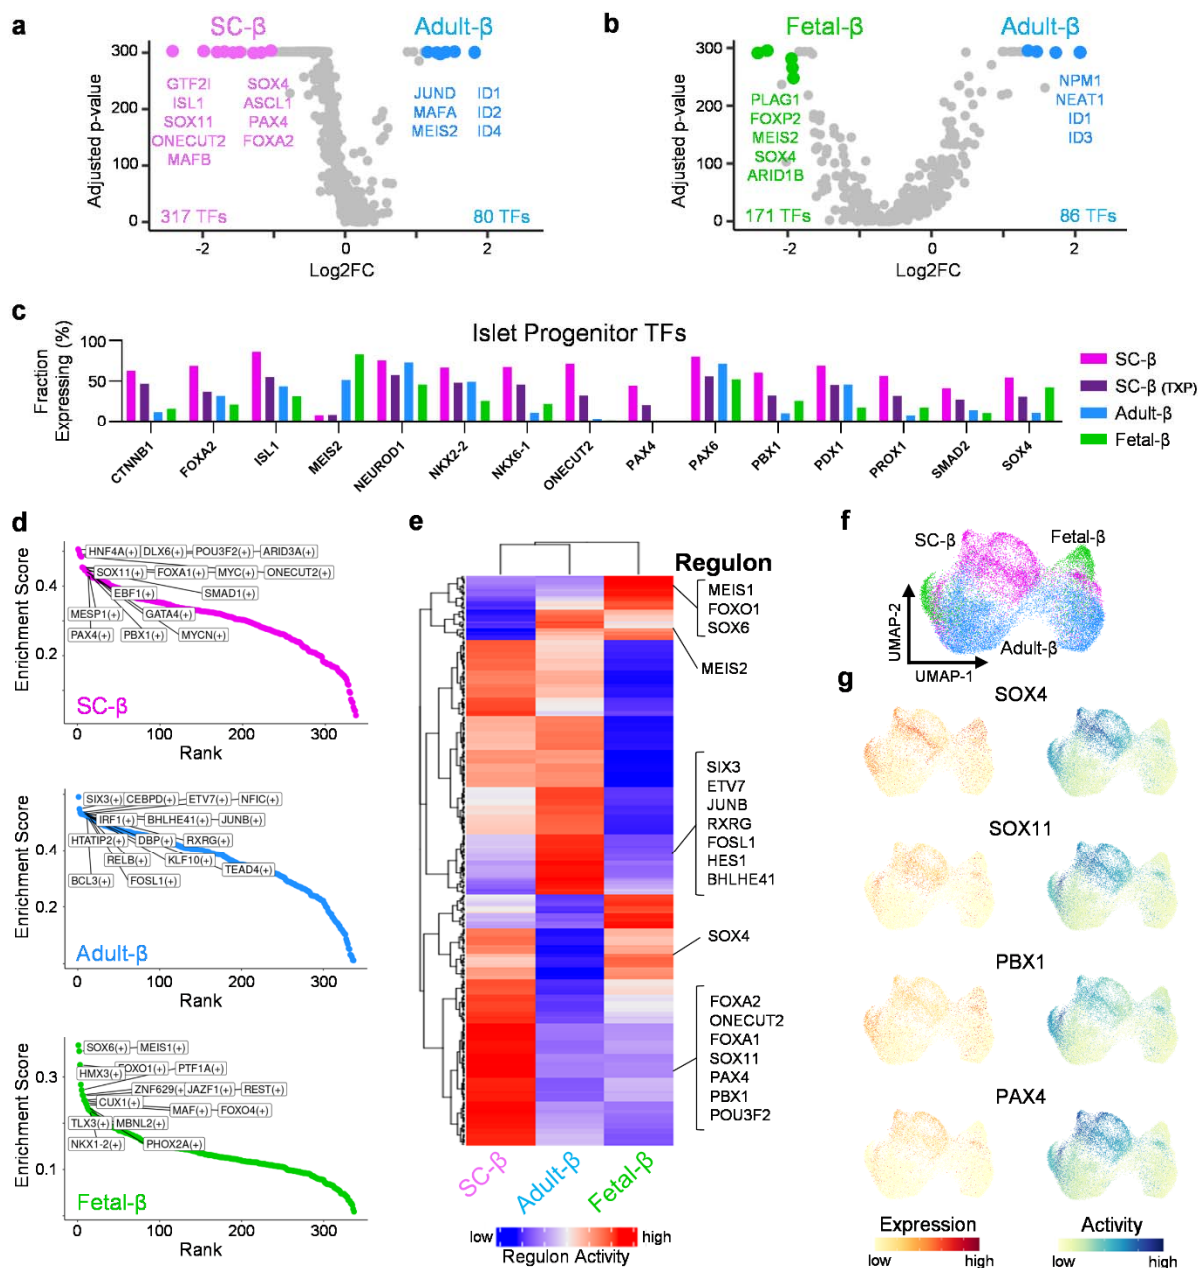 a
SC-β
Adult-β
Adjusted p-value
300
200
100
0
GTF2I
ISL1
SOX11
ONECUT2
MAFB
SOX4
ASCL1
PAX4
FOXA2
JUND
MAFA
MEIS2
ID1
ID2
ID4
317 TFs
80 TFs
-2
0
2
Log2FC
b
Fetal-β
Adult-β
Adjusted p-value
300
200
100
0
PLAG1
FOXP2
MEIS2
SOX4
ARID1B
NPM1
NEAT1
ID1
ID3
171 TFs
86 TFs
-2
0
2
Log2FC
c
Islet Progenitor TFs
Fraction
Expressing (%)
100
50
0
CTNNB1
FOXA2
ISL1
MEIS2
NEUROD1
NKX2-2
NKX6-1
ONECUT2
PAX4
PAX6
PBX1
PDX1
PROX1
SMAD2
SOX4
SC-β
SC-β (TXP)
Adult-β
Fetal-β
d
Enrichment Score
0.4
0.2
HNF4A(+) DLX6(+) POU3F2(+) ARID3A(+)
SOX11(+) FOXA1(+) MYC(+) ONECUT2(+)
EBF1(+) SMAD1(+)
MESP1(+) GATA4(+)
PAX4(+) PBX1(+) MYCN(+)
SC-β
0
100
200
300
Rank
Enrichment Score
0.4
0.2
SIX3(+) CEBPD(+) ETV7(+) NFIC(+)
IRF1(+) BHLHE41(+) JUNB(+)
HTATIP2(+) DBP(+) RXRG(+)
RELB(+) KLF10(+) TEAD4(+)
BCL3(+) FOSL1(+)
Adult-β
0
100
200
300
Rank
Enrichment Score
0.3
0.1
SOX6(+) MEIS1(+)
HMX3(+) FOXO1(+) PTF1A(+)
ZNF629(+) JAZF1(+) REST(+)
CUX1(+) MAF(+) FOXO4(+)
TLX3(+) MBNL2(+)
NKX1-2(+) PHOX2A(+)
Fetal-β
0
100
200
300
Rank
e
Regulon
MEIS1
FOXO1
SOX6
MEIS2
SIX3
ETV7
JUNB
RXRG
FOSL1
HES1
BHLHE41
SOX4
FOXA2
ONECUT2
FOXA1
SOX11
PAX4
PBX1
POU3F2
SC-β
Adult-β
Fetal-β
low
high
Regulon Activity
f
SC-β
Fetal-β
Adult-β
UMAP-2
UMAP-1
g
SOX4
SOX11
PBX1
PAX4
Expression
low
high
Activity
low
high